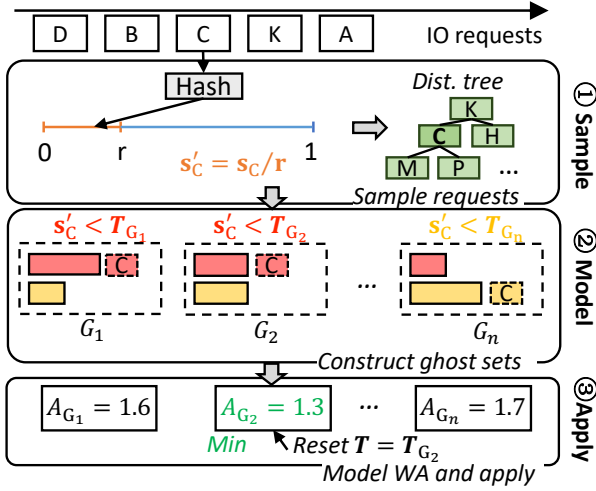 D B C K A
IO requests
Hash
Dist. tree
K
C H
M P ...
0 r 1
s′C = sC/r
Sample requests
① Sample
s′C < TG1 s′C < TG2 s′C < TGn
C C
... C
G1 G2 Gn
Construct ghost sets
② Model
AG1 = 1.6 AG2 = 1.3 ... AGn = 1.7
Min Reset T = TG2
Model WA and apply
③ Apply